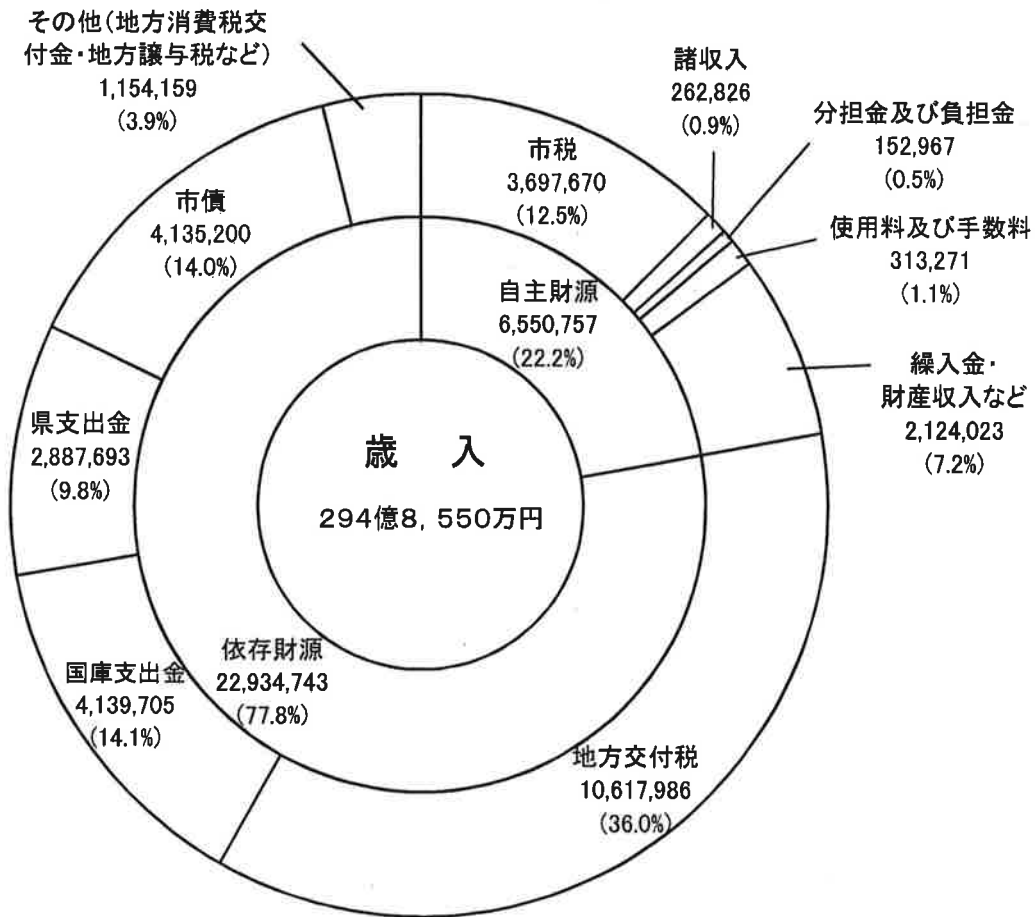 その他(地方消費税交
付金・地方譲与税など)
1,154,159
(3.9%)
諸収入
262,826
(0.9%)
分担金及び負担金
152,967
(0.5%)
市税
3,697,670
(12.5%)
使用料及び手数料
313,271
(1.1%)
市債
4,135,200
(14.0%)
自主財源
6,550,757
(22.2%)
繰入金・
財産収入など
2,124,023
(7.2%)
県支出金
2,887,693
(9.8%)
歳 入
294億8,550万円
依存財源
22,934,743
(77.8%)
国庫支出金
4,139,705
(14.1%)
地方交付税
10,617,986
(36.0%)